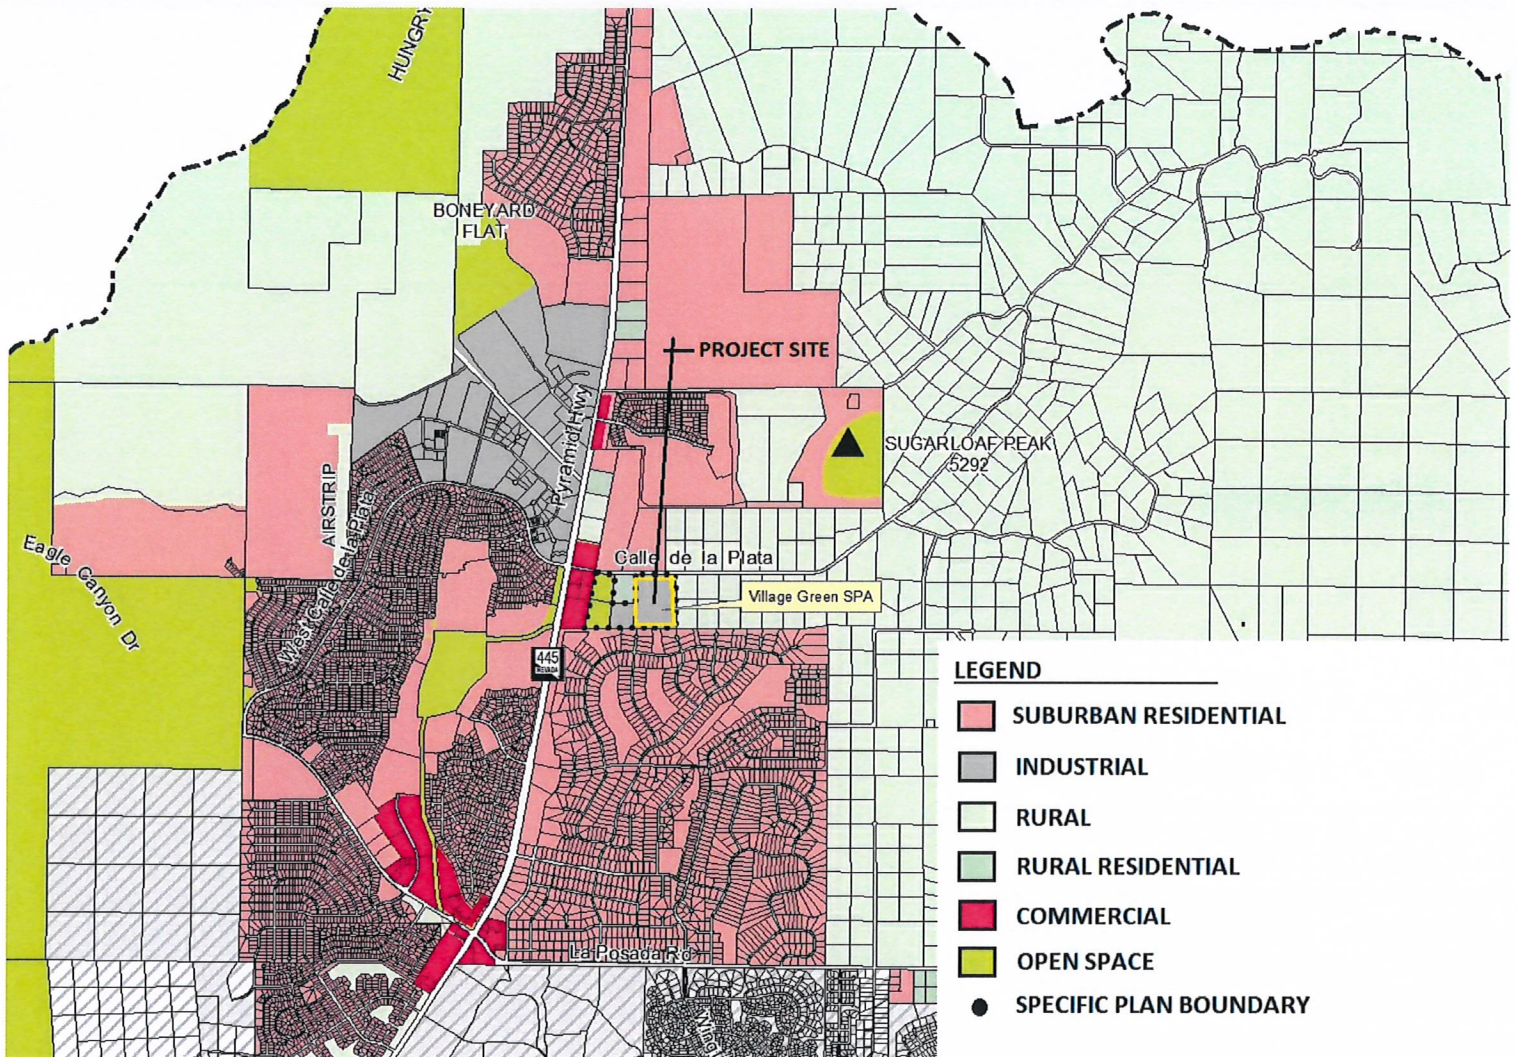 HUNGRY
BONEYARD
FLAT
PROJECT SITE
Pyramid Hwy
SUGARLOAF PEAK
5292
AIRSTRIP
West Calle de la Plata
Eagle Canyon Dr
Calle de la Plata
Village Green SPA
445
NEVADA
La Posada Rd
LEGEND
SUBURBAN RESIDENTIAL
INDUSTRIAL
RURAL
RURAL RESIDENTIAL
COMMERCIAL
OPEN SPACE
SPECIFIC PLAN BOUNDARY